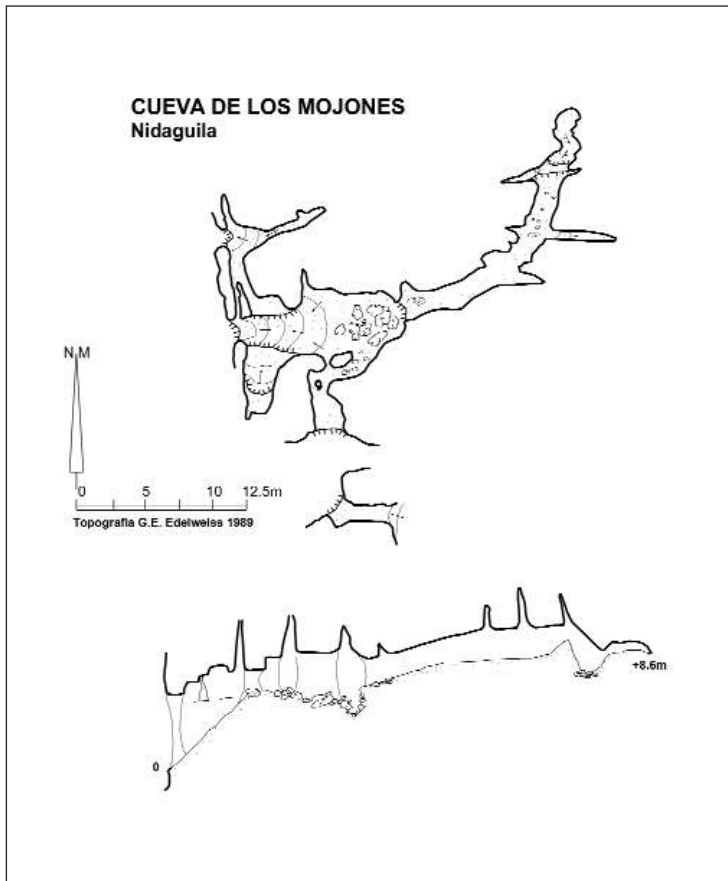 CUEVA DE LOS MOJONES
Nidaguila
N M
0 5 10 12.5m
Topografia G.E. Edelweiss 1989
+8.6m
0